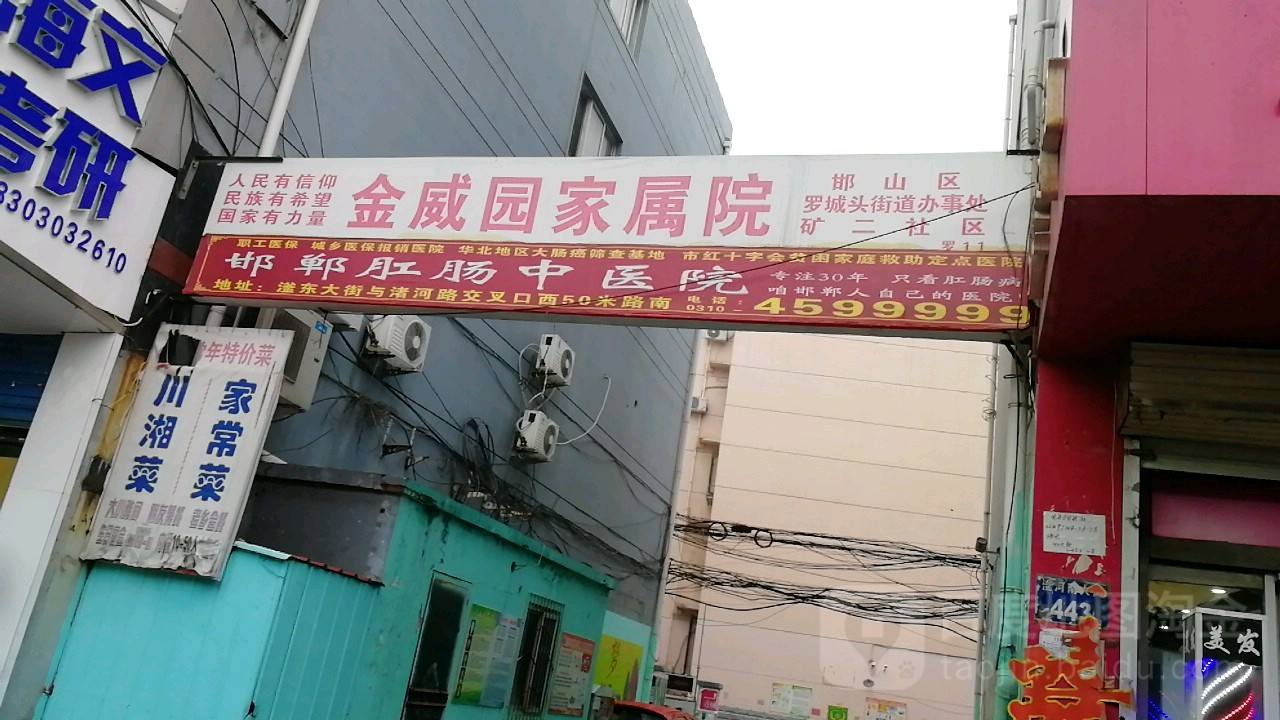 海文
考研
8303032610
人民有信仰
民族有希望
国家有力量
金威园家属院
邯山区
罗城头街道办事处
矿二社区
罗11
职工医保 城乡医保报销医院 华北地区大肠癌筛查基地 市红十字会贫困家庭救助定点医院
邯郸肛肠中医院
专注30年 只看肛肠病
咱邯郸人自己的医院
地址：滏东大街与渚河路交叉口西50米路南
电话：
0310-
4599999
年特价菜
川湘菜
家常菜
443
美发